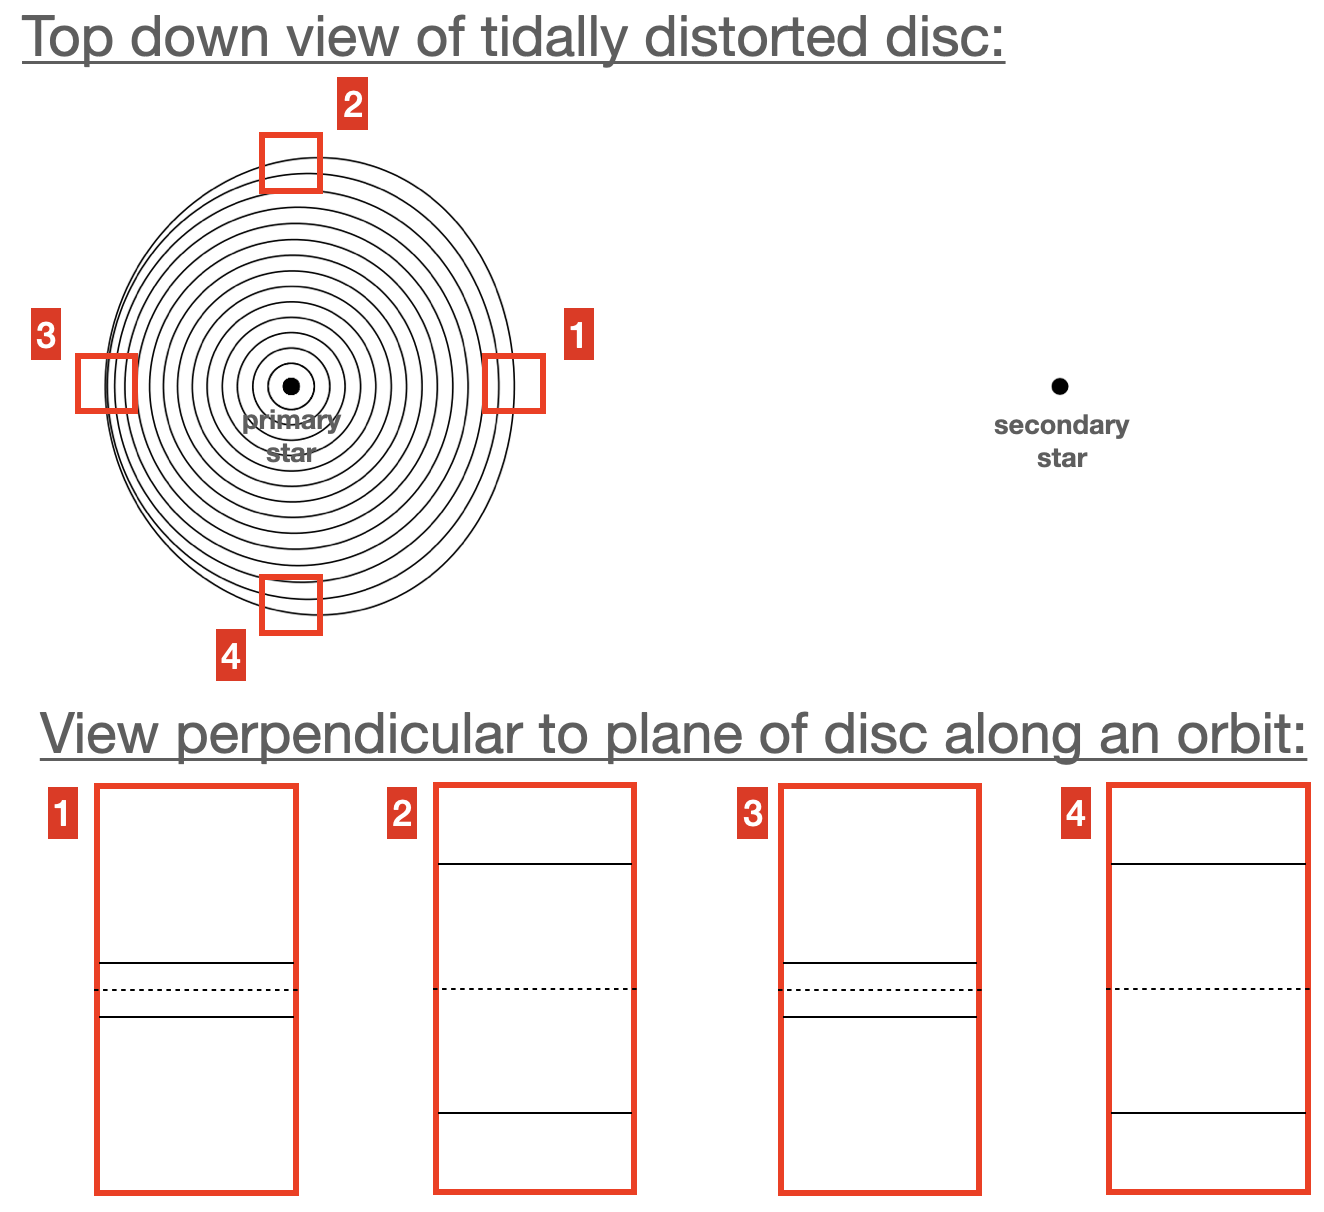 Top down view of tidally distorted disc:
2
3
1
primary
star
secondary
star
4
View perpendicular to plane of disc along an orbit:
1
2
3
4